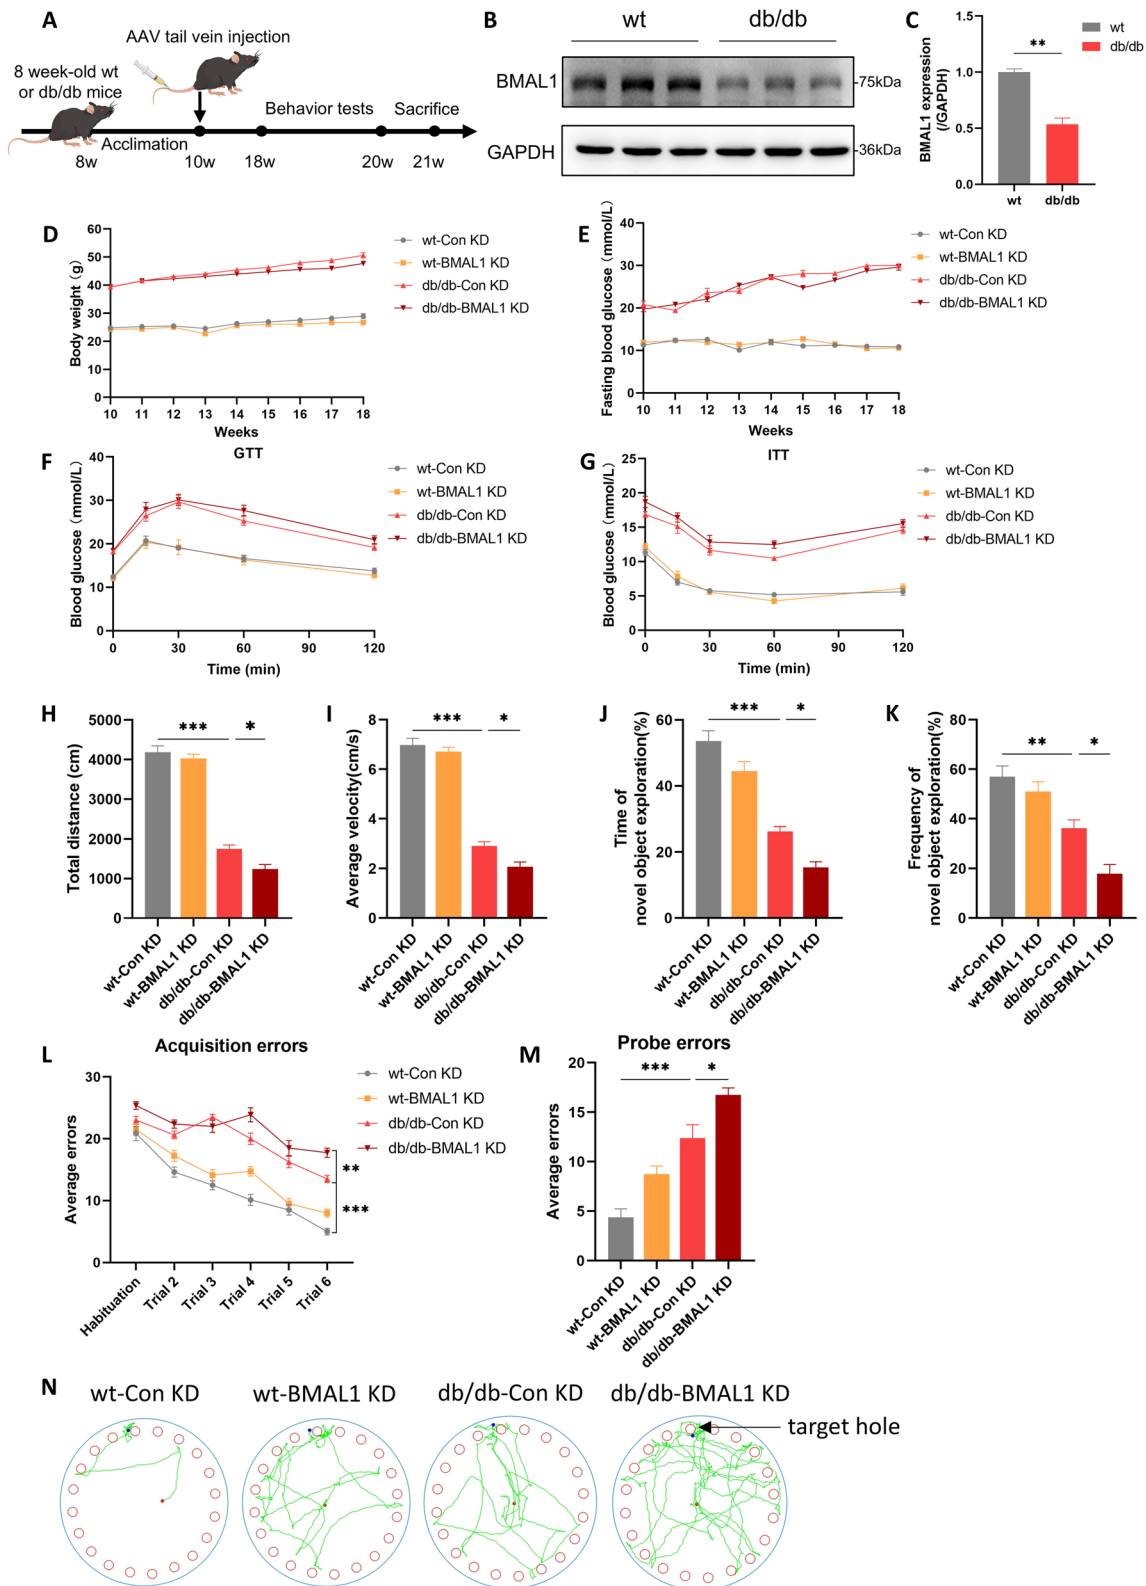 A
AAV tail vein injection
8 week-old wt
or db/db mice
Behavior tests
Sacrifice
Acclimation
8w
10w
18w
20w
21w
B
wt
db/db
BMAL1
-75kDa
GAPDH
-36kDa
C
BMAL1 expression
(/GAPDH)
1.5
1.0
0.5
0.0
**
wt
db/db
wt
db/db
D
Body weight (g)
60
50
40
30
20
10
0
10 11 12 13 14 15 16 17 18
Weeks
wt-Con KD
wt-BMAL1 KD
db/db-Con KD
db/db-BMAL1 KD
E
Fasting blood glucose (mmol/L)
40
30
20
10
0
10 11 12 13 14 15 16 17 18
Weeks
wt-Con KD
wt-BMAL1 KD
db/db-Con KD
db/db-BMAL1 KD
F
GTT
Blood glucose (mmol/L)
40
30
20
10
0
0 30 60 90 120
Time (min)
wt-Con KD
wt-BMAL1 KD
db/db-Con KD
db/db-BMAL1 KD
G
ITT
Blood glucose (mmol/L)
25
20
15
10
5
0
0 30 60 90 120
Time (min)
wt-Con KD
wt-BMAL1 KD
db/db-Con KD
db/db-BMAL1 KD
H
Total distance (cm)
5000
4000
3000
2000
1000
0
*** *
wt-Con KD
wt-BMAL1 KD
db/db-Con KD
db/db-BMAL1 KD
I
Average velocity(cm/s)
8
6
4
2
0
*** *
wt-Con KD
wt-BMAL1 KD
db/db-Con KD
db/db-BMAL1 KD
J
Time of
novel object exploration(%)
60
40
20
0
*** *
wt-Con KD
wt-BMAL1 KD
db/db-Con KD
db/db-BMAL1 KD
K
Frequency of
novel object exploration(%)
80
60
40
20
0
** *
wt-Con KD
wt-BMAL1 KD
db/db-Con KD
db/db-BMAL1 KD
L
Acquisition errors
Average errors
30
20
10
0
Habituation
Trial 2
Trial 3
Trial 4
Trial 5
Trial 6
**
***
wt-Con KD
wt-BMAL1 KD
db/db-Con KD
db/db-BMAL1 KD
M
Probe errors
Average errors
20
15
10
5
0
*** *
wt-Con KD
wt-BMAL1 KD
db/db-Con KD
db/db-BMAL1 KD
N
wt-Con KD
wt-BMAL1 KD
db/db-Con KD
db/db-BMAL1 KD
target hole